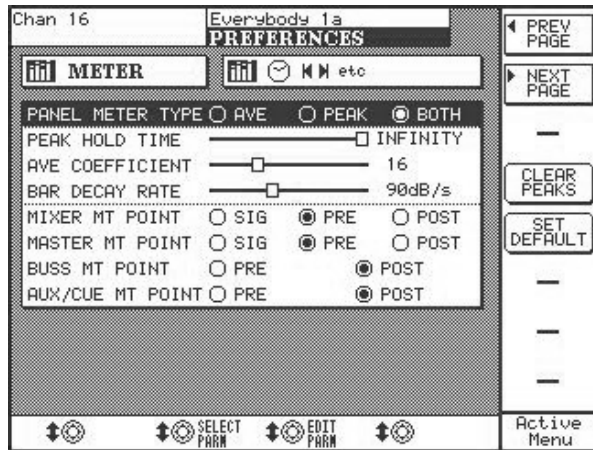 Chan 16
Everybody 1a
PREFERENCES
METER
etc
PANEL METER TYPE AVE PEAK BOTH
PEAK HOLD TIME INFINITY
AVE COEFFICIENT 16
BAR DECAY RATE 90dB/s
MIXER MT POINT SIG PRE POST
MASTER MT POINT SIG PRE POST
BUSS MT POINT PRE POST
AUX/CUE MT POINT PRE POST
SELECT PARM
EDIT PARM
PREV PAGE
NEXT PAGE
CLEAR PEAKS
SET DEFAULT
Active Menu